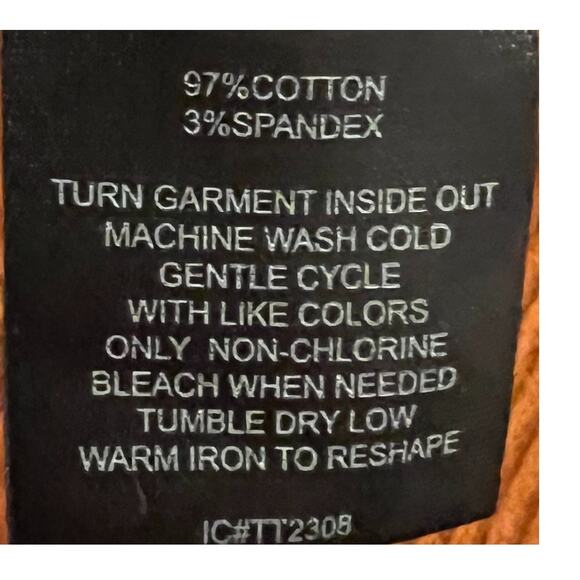 97%COTTON
3%SPANDEX
TURN GARMENT INSIDE OUT
MACHINE WASH COLD
GENTLE CYCLE
WITH LIKE COLORS
ONLY NON-CHLORINE
BLEACH WHEN NEEDED
TUMBLE DRY LOW
WARM IRON TO RESHAPE
IC#TT2308